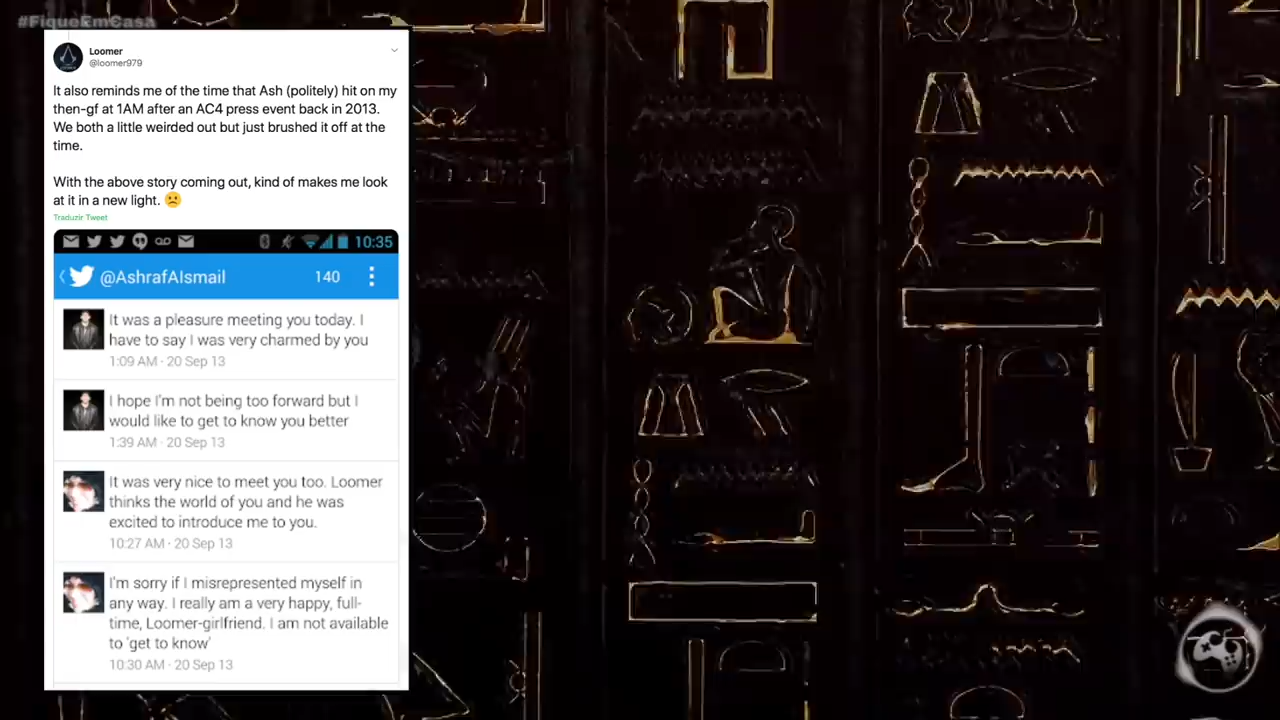 #FiqueEmCasa
Loomer
@loomer979
It also reminds me of the time that Ash (politely) hit on my
then-gf at 1AM after an AC4 press event back in 2013.
We both a little weirded out but just brushed it off at the
time.
With the above story coming out, kind of makes me look
at it in a new light. 🙁
Traduzir Tweet
10:35
@AshrafAIsmail 140
It was a pleasure meeting you today. I
have to say I was very charmed by you
1:09 AM · 20 Sep 13
I hope I'm not being too forward but I
would like to get to know you better
1:39 AM · 20 Sep 13
It was very nice to meet you too. Loomer
thinks the world of you and he was
excited to introduce me to you.
10:27 AM · 20 Sep 13
I'm sorry if I misrepresented myself in
any way. I really am a very happy, full-
time, Loomer-girlfriend. I am not available
to 'get to know'
10:30 AM · 20 Sep 13